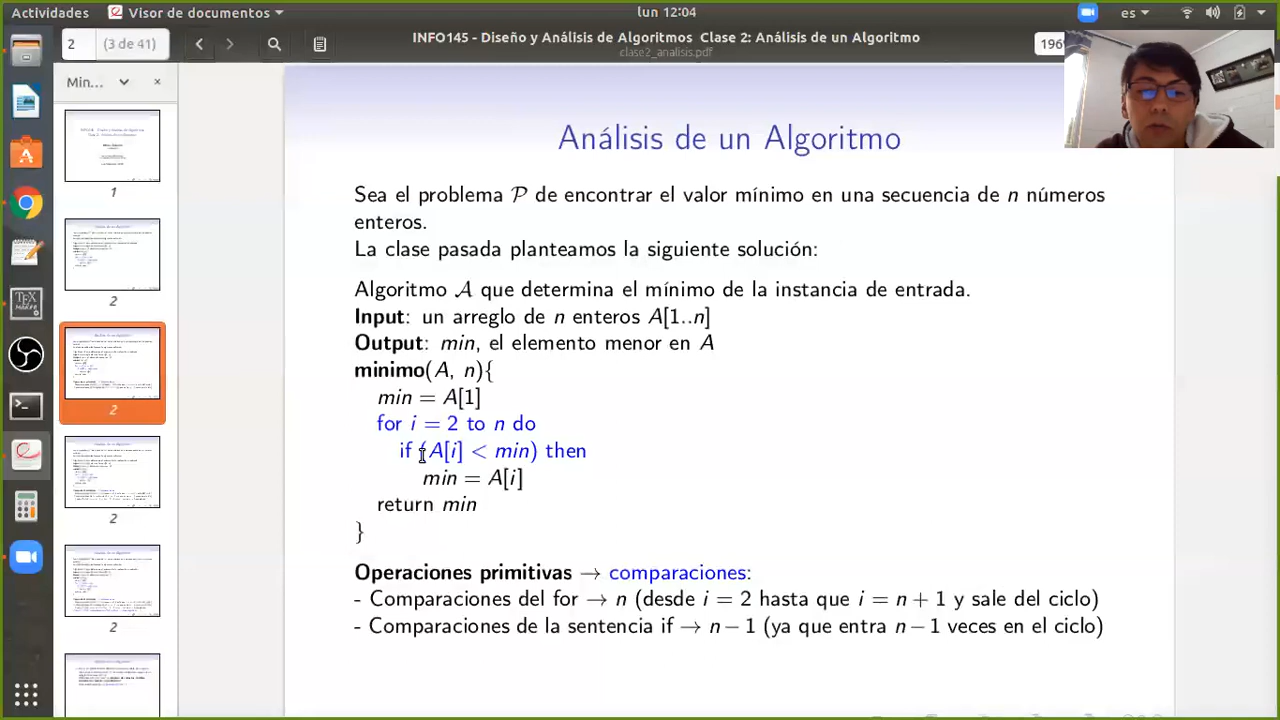 Actividades Visor de documentos lun 12:04 es
2 (3 de 41) INFO145 - Diseño y Análisis de Algoritmos Clase 2: Análisis de un Algoritmo
clase2_analisis.pdf
Min...
1
2
2
2
2
Análisis de un Algoritmo
Sea el problema P de encontrar el valor mínimo en una secuencia de n números
enteros.
La clase pasada planteamos la siguiente solución:
Algoritmo A que determina el mínimo de la instancia de entrada.
Input: un arreglo de n enteros A[1..n]
Output: min, el elemento menor en A
minimo(A, n){
min = A[1]
for i = 2 to n do
if (A[i] < min) then
min = A[i]
return min
}
Operaciones primitivas → comparaciones:
- Comparaciones del for → n (desde i = 2 hasta que i = n + 1 y sale del ciclo)
- Comparaciones de la sentencia if → n − 1 (ya que entra n − 1 veces en el ciclo)